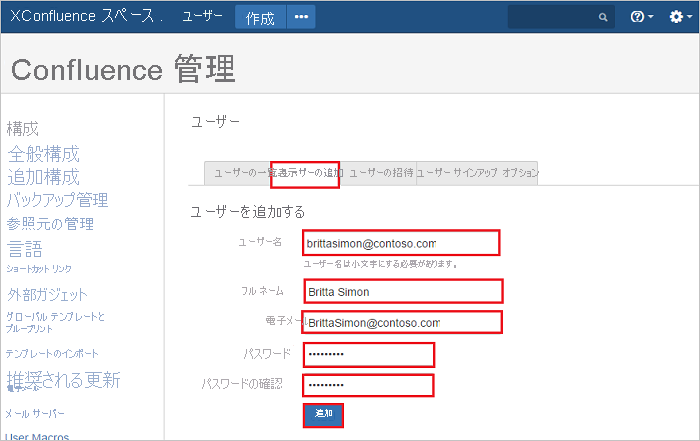 XConfluence スペース . ユーザー 作成 •••
Confluence 管理
構成
全般構成
追加構成
バックアップ管理
参照元の管理
言語
ショートカット リンク
外部ガジェット
グローバル テンプレートと
ブループリント
テンプレートのインポート
推奨される更新
電子メール
メール サーバー
User Macros
ユーザー
ユーザーの一覧表示 ザーの追加 ユーザーの招待 ユーザー サインアップ オプション
ユーザーを追加する
ユーザー名 brittasimon@contoso.com
ユーザー名は小文字にする必要があります。
フル ネーム Britta Simon
電子メール BrittaSimon@contoso.com
パスワード •••••••••
パスワードの確認 •••••••••
追加